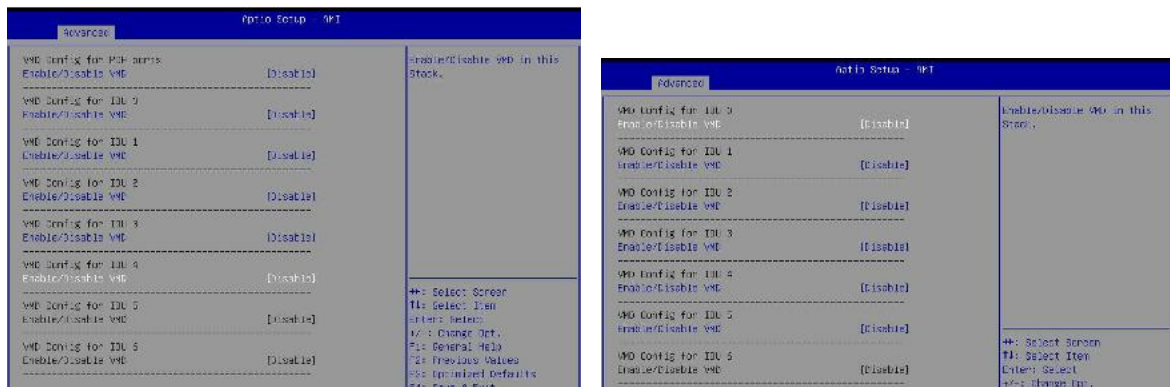 Aptio Setup - AMI
Advanced
VMD Config for PCH ports
Enable/Disable VMD [Disable]
VMD Config for IOU 0
Enable/Disable VMD [Disable]
VMD Config for IOU 1
Enable/Disable VMD [Disable]
VMD Config for IOU 2
Enable/Disable VMD [Disable]
VMD Config for IOU 3
Enable/Disable VMD [Disable]
VMD Config for IOU 4
Enable/Disable VMD [Disable]
VMD Config for IOU 5
Enable/Disable VMD [Disable]
VMD Config for IOU 6
Enable/Disable VMD [Disable]
Enable/Disable VMD in this
Stack.
↔: Select Screen
↑↓: Select Item
Enter: Select
+/-: Change Opt.
F1: General Help
F2: Previous Values
F3: Optimized Defaults
F4: Save & Exit
Aptio Setup - AMI
Advanced
VMD Config for IOU 0
Enable/Disable VMD [Disable]
VMD Config for IOU 1
Enable/Disable VMD [Disable]
VMD Config for IOU 2
Enable/Disable VMD [Disable]
VMD Config for IOU 3
Enable/Disable VMD [Disable]
VMD Config for IOU 4
Enable/Disable VMD [Disable]
VMD Config for IOU 5
Enable/Disable VMD [Disable]
VMD Config for IOU 6
Enable/Disable VMD [Disable]
Enable/Disable VMD in this
Stack.
↔: Select Screen
↑↓: Select Item
Enter: Select
+/-: Change Opt.